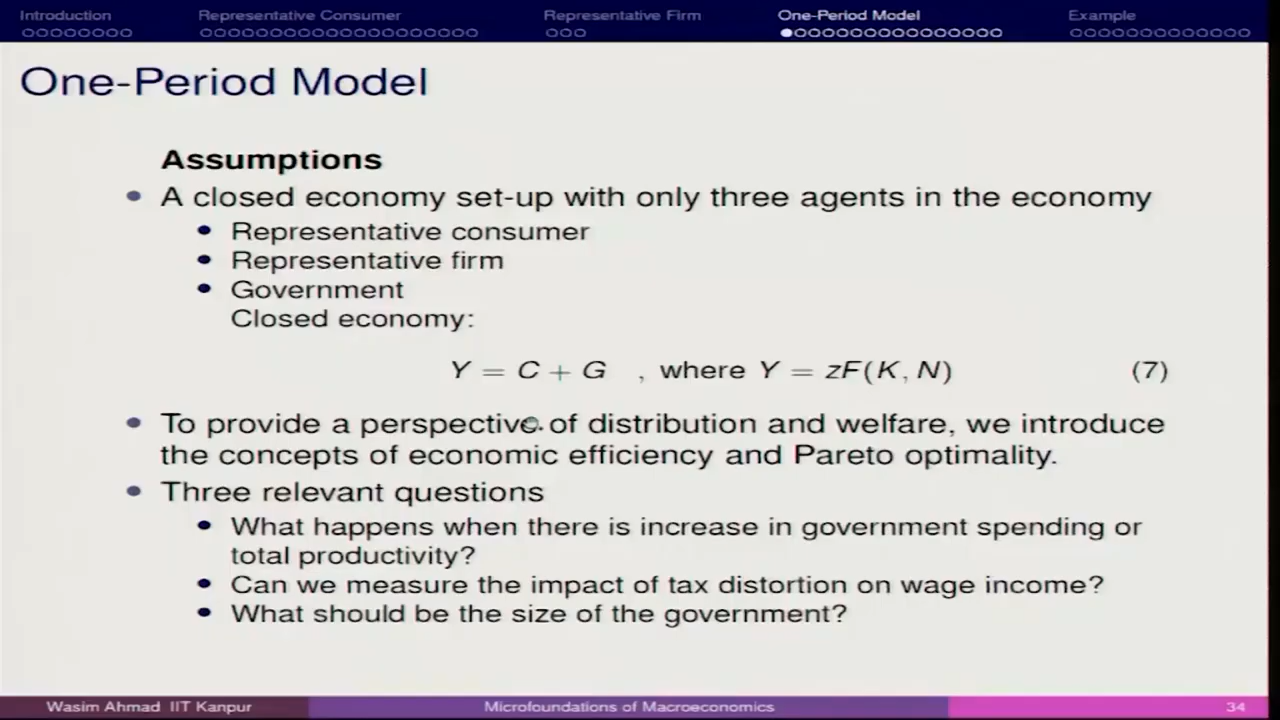 Introduction Representative Consumer Representative Firm One-Period Model Example
One-Period Model
Assumptions
A closed economy set-up with only three agents in the economy
Representative consumer
Representative firm
Government
Closed economy:
Y = C + G , where Y = zF(K, N) (7)
To provide a perspective of distribution and welfare, we introduce
the concepts of economic efficiency and Pareto optimality.
Three relevant questions
What happens when there is increase in government spending or
total productivity?
Can we measure the impact of tax distortion on wage income?
What should be the size of the government?
Wasim Ahmad IIT Kanpur Microfoundations of Macroeconomics 34